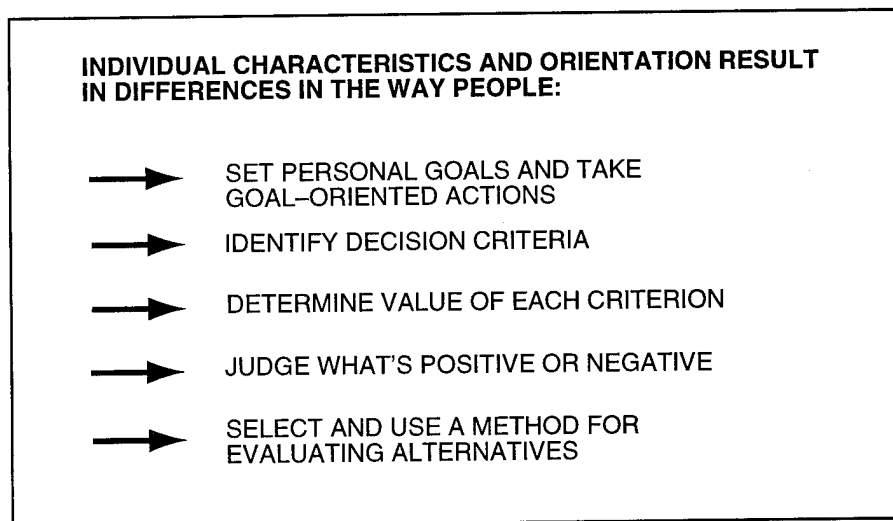 INDIVIDUAL CHARACTERISTICS AND ORIENTATION RESULT
IN DIFFERENCES IN THE WAY PEOPLE:
SET PERSONAL GOALS AND TAKE
GOAL–ORIENTED ACTIONS
IDENTIFY DECISION CRITERIA
DETERMINE VALUE OF EACH CRITERION
JUDGE WHAT'S POSITIVE OR NEGATIVE
SELECT AND USE A METHOD FOR
EVALUATING ALTERNATIVES